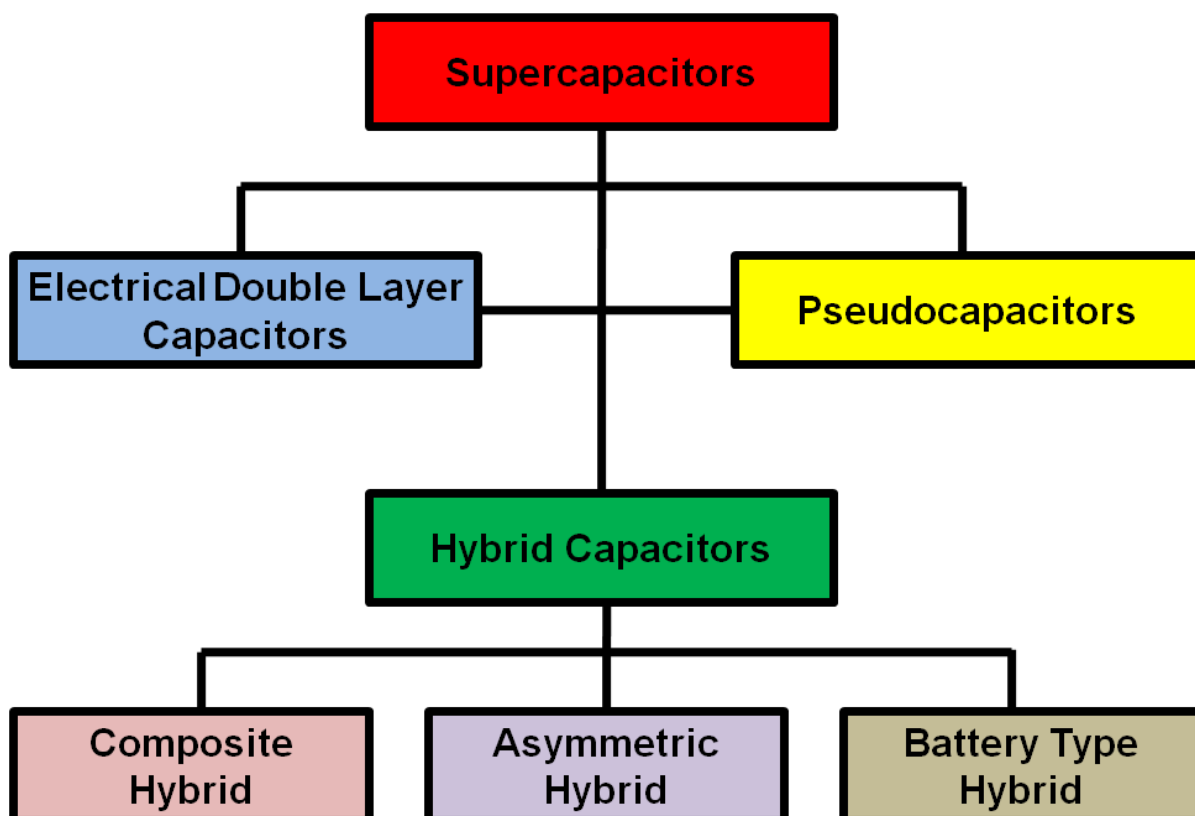 Supercapacitors
Electrical Double Layer
Capacitors
Pseudocapacitors
Hybrid Capacitors
Composite
Hybrid
Asymmetric
Hybrid
Battery Type
Hybrid